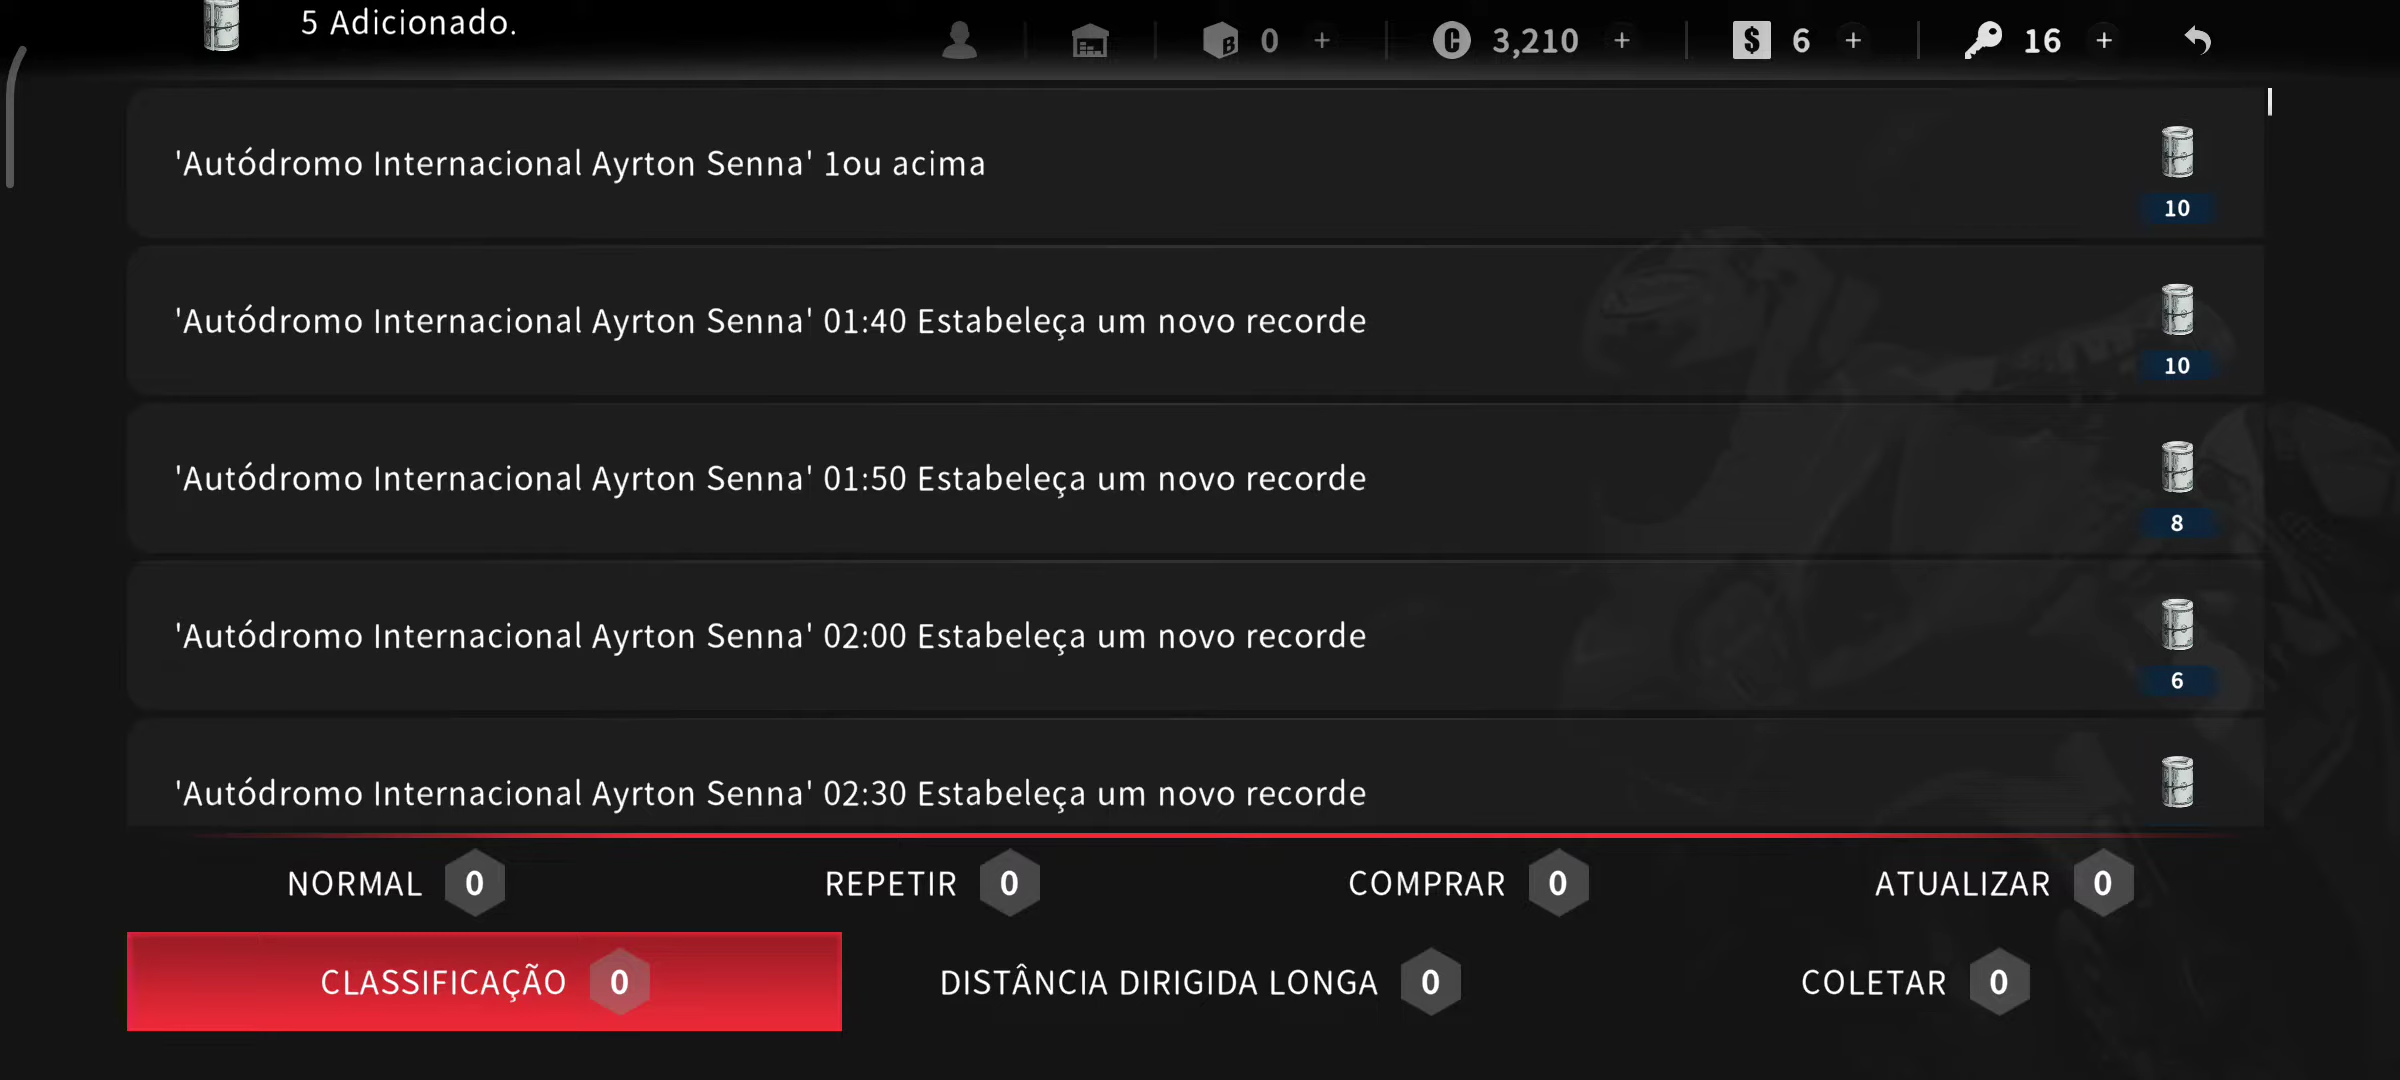 5 Adicionado.
0 + 3,210 + $ 6 + 16 +
'Autódromo Internacional Ayrton Senna' 1ou acima
10
'Autódromo Internacional Ayrton Senna' 01:40 Estabeleça um novo recorde
10
'Autódromo Internacional Ayrton Senna' 01:50 Estabeleça um novo recorde
8
'Autódromo Internacional Ayrton Senna' 02:00 Estabeleça um novo recorde
6
'Autódromo Internacional Ayrton Senna' 02:30 Estabeleça um novo recorde
NORMAL 0 REPETIR 0 COMPRAR 0 ATUALIZAR 0
CLASSIFICAÇÃO 0 DISTÂNCIA DIRIGIDA LONGA 0 COLETAR 0